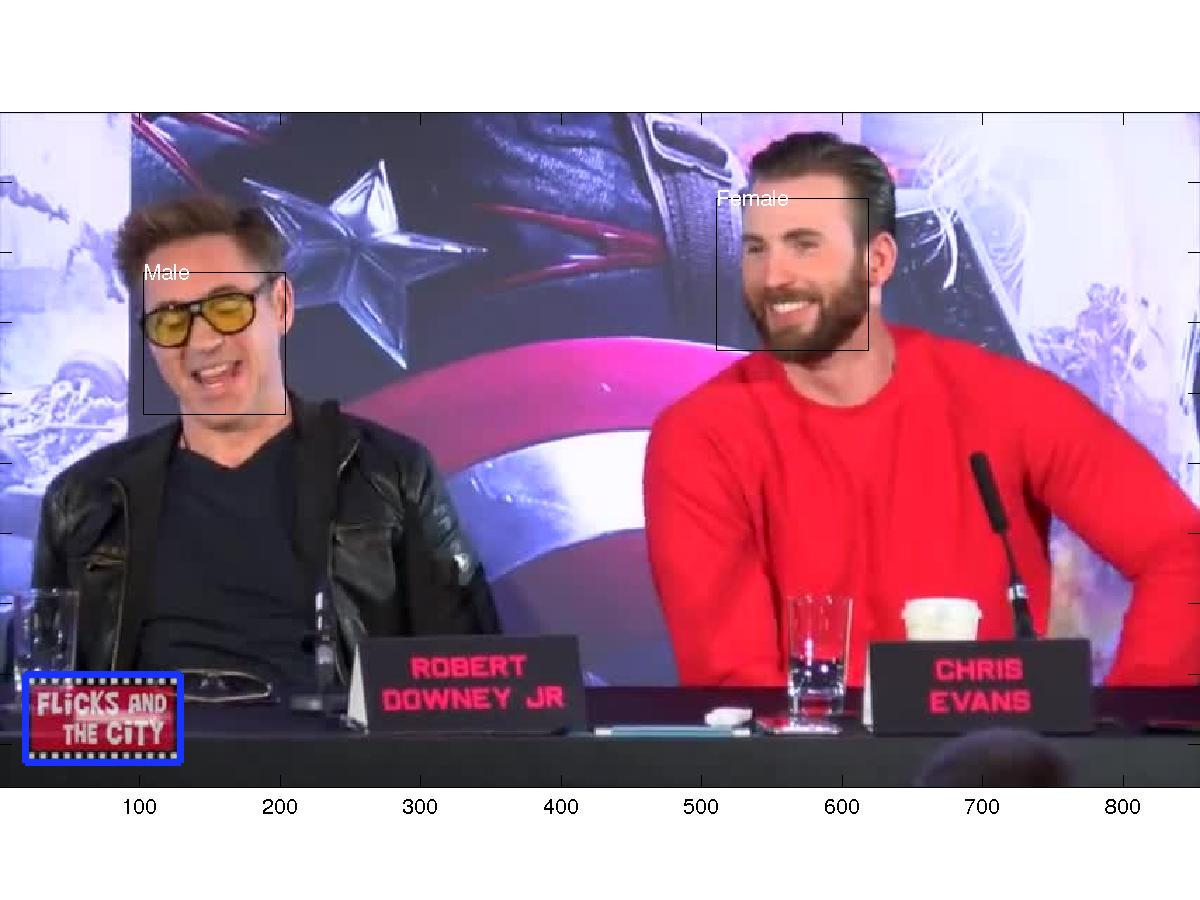 Male
Female
ROBERT
DOWNEY JR
CHRIS
EVANS
FLiCKS AND
THE CiTY
100 200 300 400 500 600 700 800